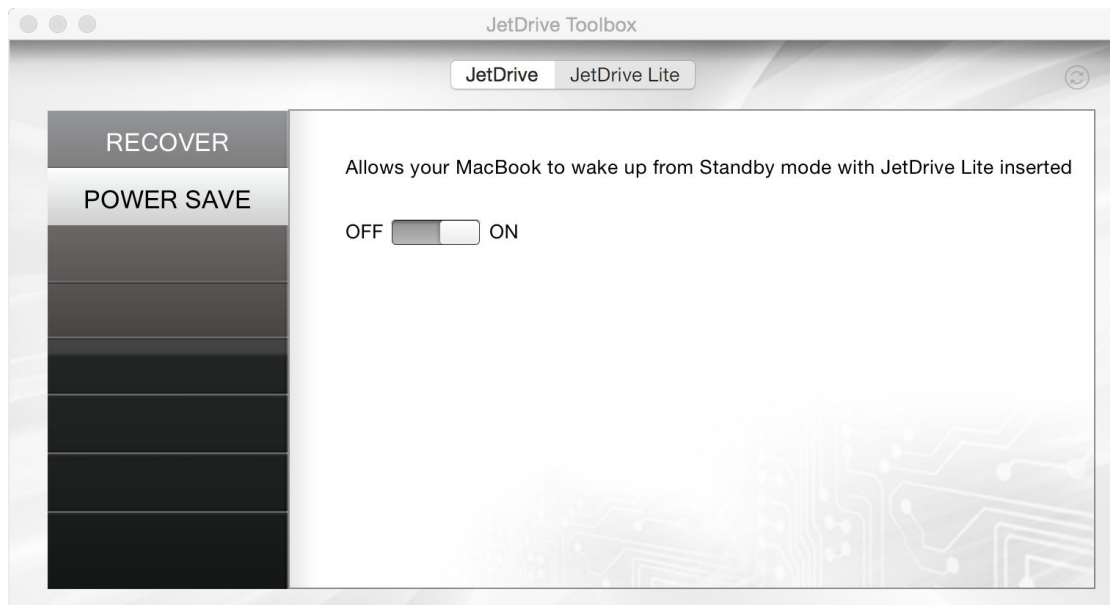 JetDrive Toolbox
JetDrive JetDrive Lite
RECOVER
POWER SAVE
Allows your MacBook to wake up from Standby mode with JetDrive Lite inserted
OFF ON